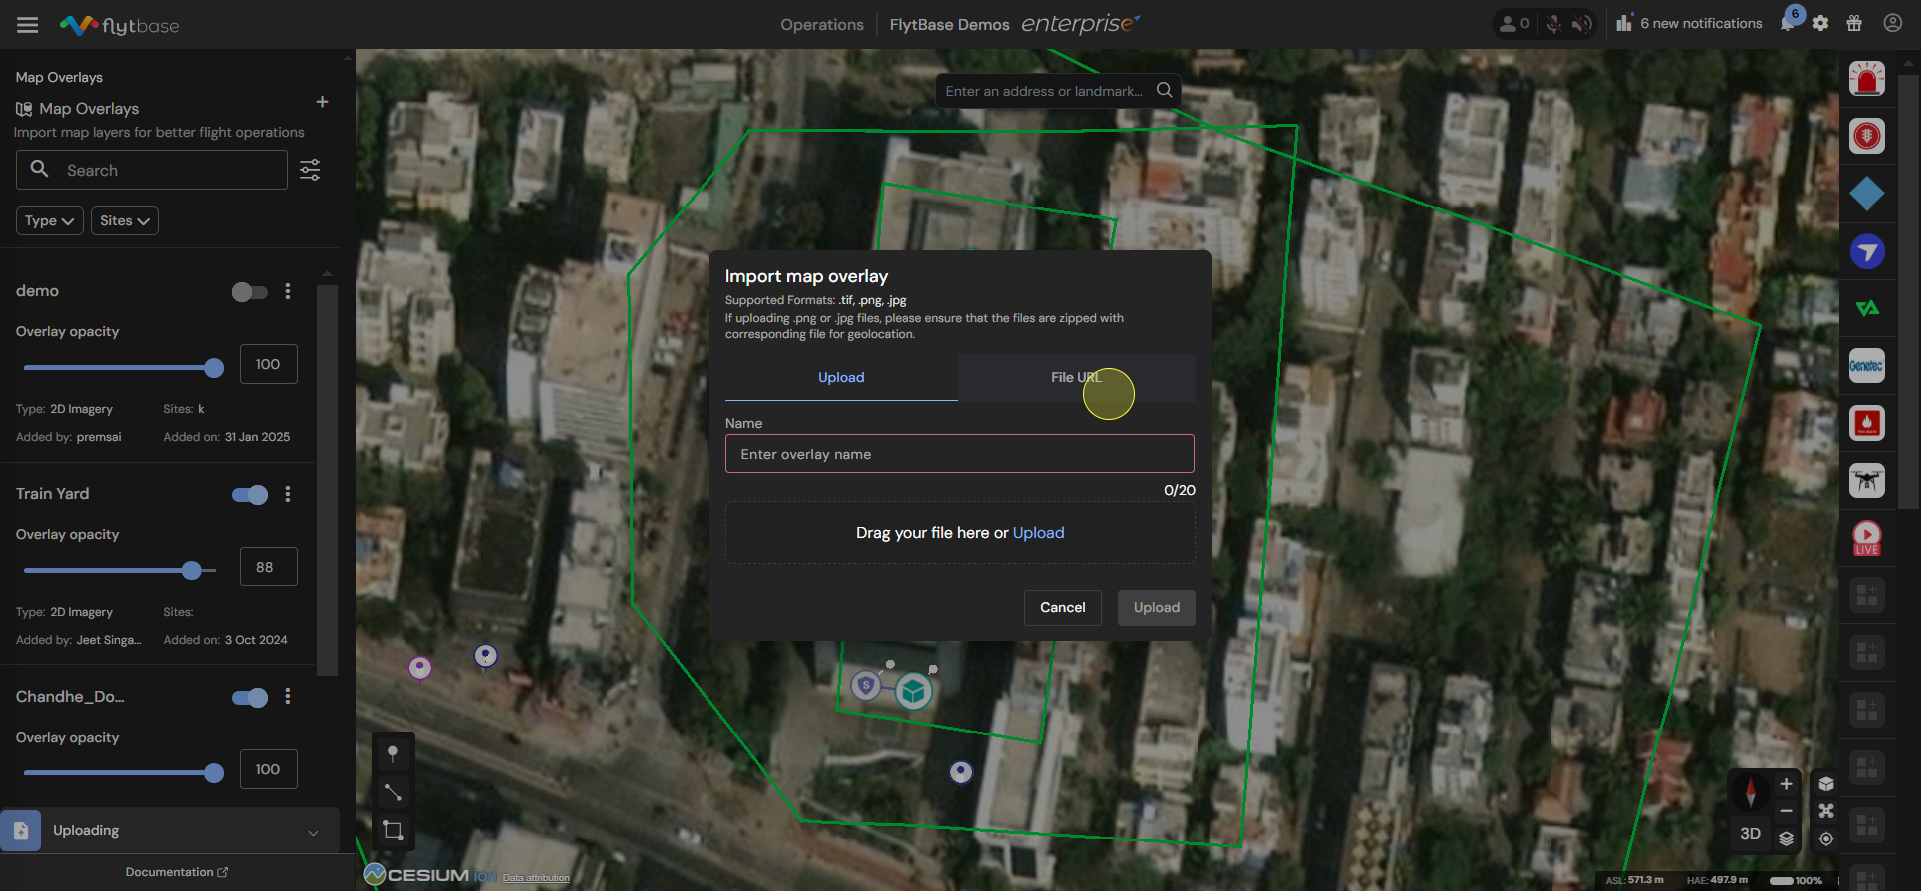 flytbase
Operations
FlytBase Demos enterprise
0
6 new notifications
6
Map Overlays
Map Overlays
Import map layers for better flight operations
Search
Type
Sites
demo
Overlay opacity
100
Type: 2D Imagery
Sites: k
Added by: premsai
Added on: 31 Jan 2025
Train Yard
Overlay opacity
88
Type: 2D Imagery
Sites:
Added by: Jeet Singa...
Added on: 3 Oct 2024
Chandhe_Do...
Overlay opacity
100
Uploading
Documentation
Enter an address or landmark...
Import map overlay
Supported Formats: .tif, .png, .jpg
If uploading .png or .jpg files, please ensure that the files are zipped with
corresponding file for geolocation.
Upload
File URL
Name
Enter overlay name
0/20
Drag your file here or Upload
Cancel
Upload
S
Genetec
LIVE
3D
CESIUM ion
Data attribution
ASL: 571.3 m
HAE: 497.9 m
100%